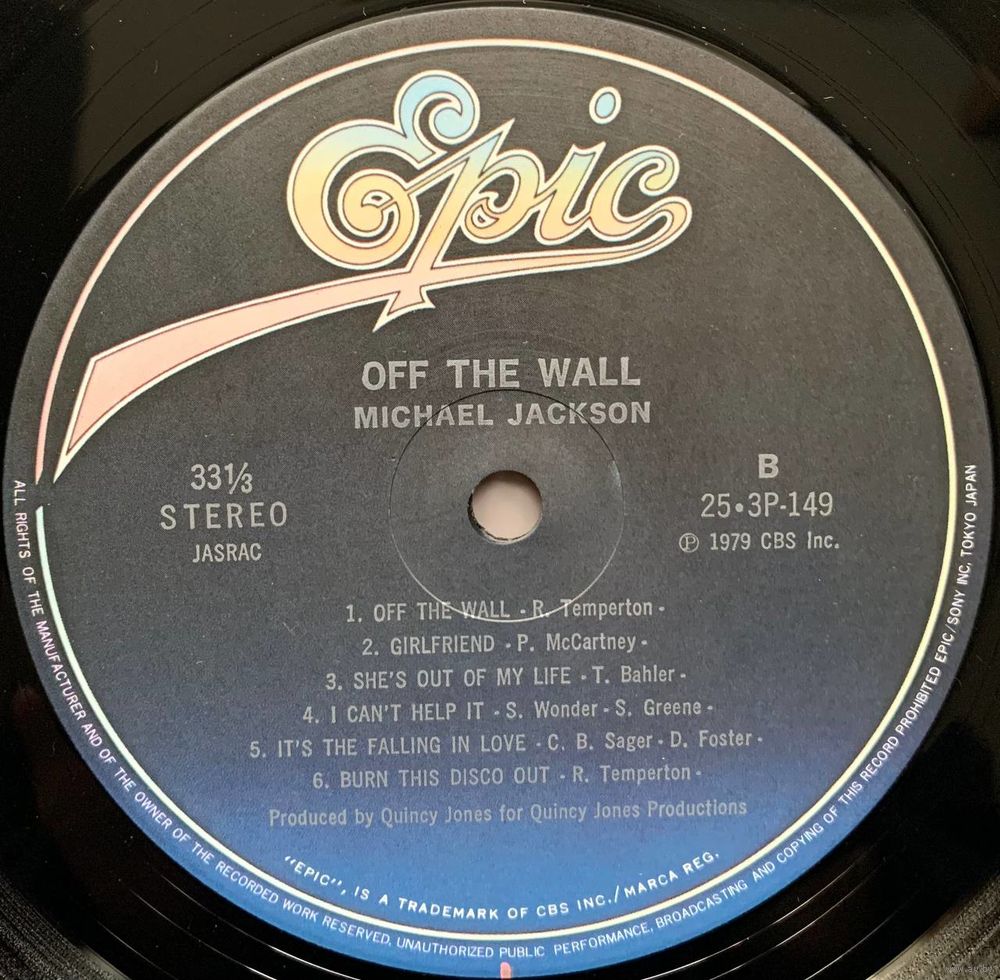 Epic
OFF THE WALL
MICHAEL JACKSON
33⅓
STEREO
JASRAC
B
25•3P-149
Ⓟ 1979 CBS Inc.
1. OFF THE WALL - R. Temperton -
2. GIRLFRIEND - P. McCartney -
3. SHE'S OUT OF MY LIFE - T. Bahler -
4. I CAN'T HELP IT - S. Wonder - S. Greene -
5. IT'S THE FALLING IN LOVE - C. B. Sager - D. Foster -
6. BURN THIS DISCO OUT - R. Temperton -
Produced by Quincy Jones for Quincy Jones Productions
"EPIC", IS A TRADEMARK OF CBS INC./MARCA REG.
ALL RIGHTS OF THE MANUFACTURER AND OF THE OWNER OF THE RECORDED WORK RESERVED, UNAUTHORIZED PUBLIC PERFORMANCE, BROADCASTING AND COPYING OF THIS RECORD PROHIBITED EPIC/SONY INC, TOKYO JAPAN